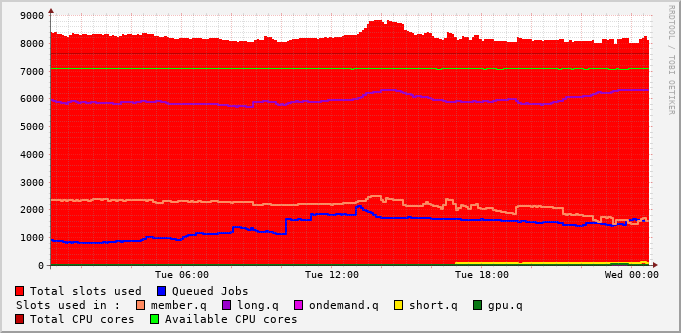 9000
8000
7000
6000
5000
4000
3000
2000
1000
0
Tue 06:00 Tue 12:00 Tue 18:00 Wed 00:00
RRDTOOL / TOBI OETIKER
Total slots used Queued Jobs
Slots used in : member.q long.q ondemand.q short.q gpu.q
Total CPU cores Available CPU cores